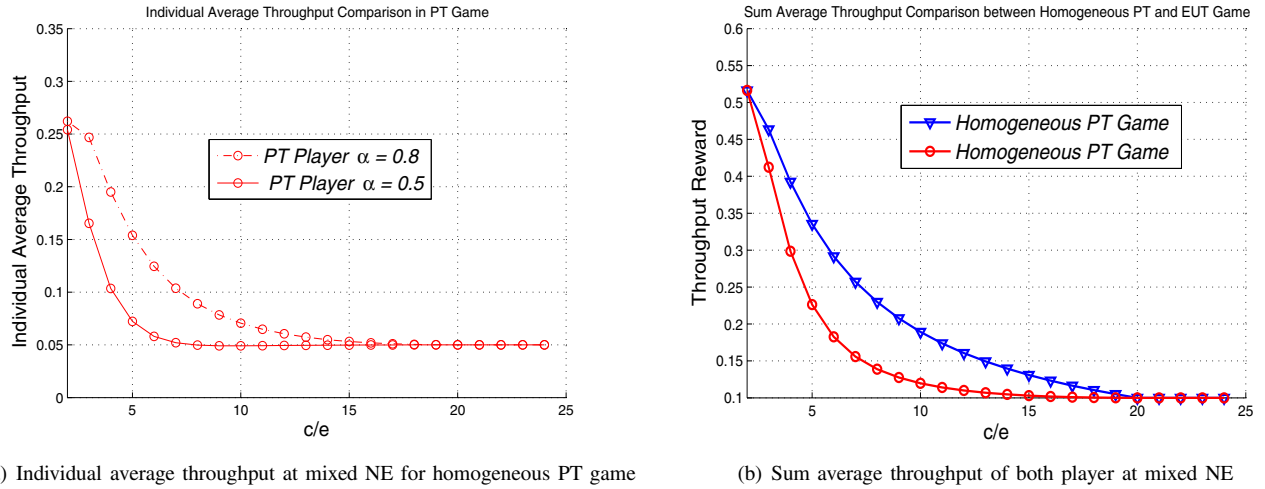 Individual Average Throughput Comparison in PT Game
0.35
0.3
0.25
0.2
0.15
0.1
0.05
0
Individual Average Throughput
PT Player α = 0.8
PT Player α = 0.5
5
10
15
20
25
c/e
) Individual average throughput at mixed NE for homogeneous PT game
Sum Average Throughput Comparison between Homogeneous PT and EUT Game
0.6
0.55
0.5
0.45
0.4
0.35
0.3
0.25
0.2
0.15
0.1
Throughput Reward
Homogeneous PT Game
Homogeneous PT Game
5
10
15
20
25
c/e
(b) Sum average throughput of both player at mixed NE